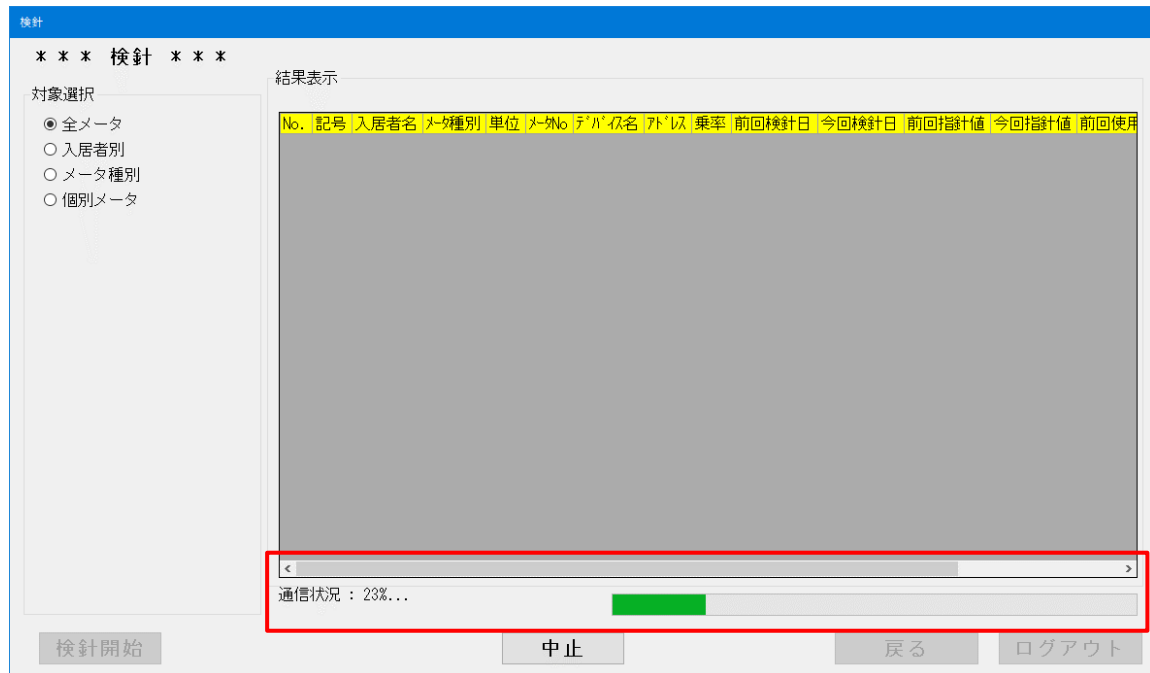 検針
＊＊＊ 検針 ＊＊＊
対象選択
全メータ
入居者別
メータ種別
個別メータ
結果表示
No. 記号 入居者名 ﾒｰﾀ種別 単位 ﾒｰﾀNo ﾃﾞﾊﾞｲｽ名 ｱﾄﾞﾚｽ 乗率 前回検針日 今回検針日 前回指針値 今回指針値 前回使用
通信状況 : 23%...
検針開始 中止 戻る ログアウト